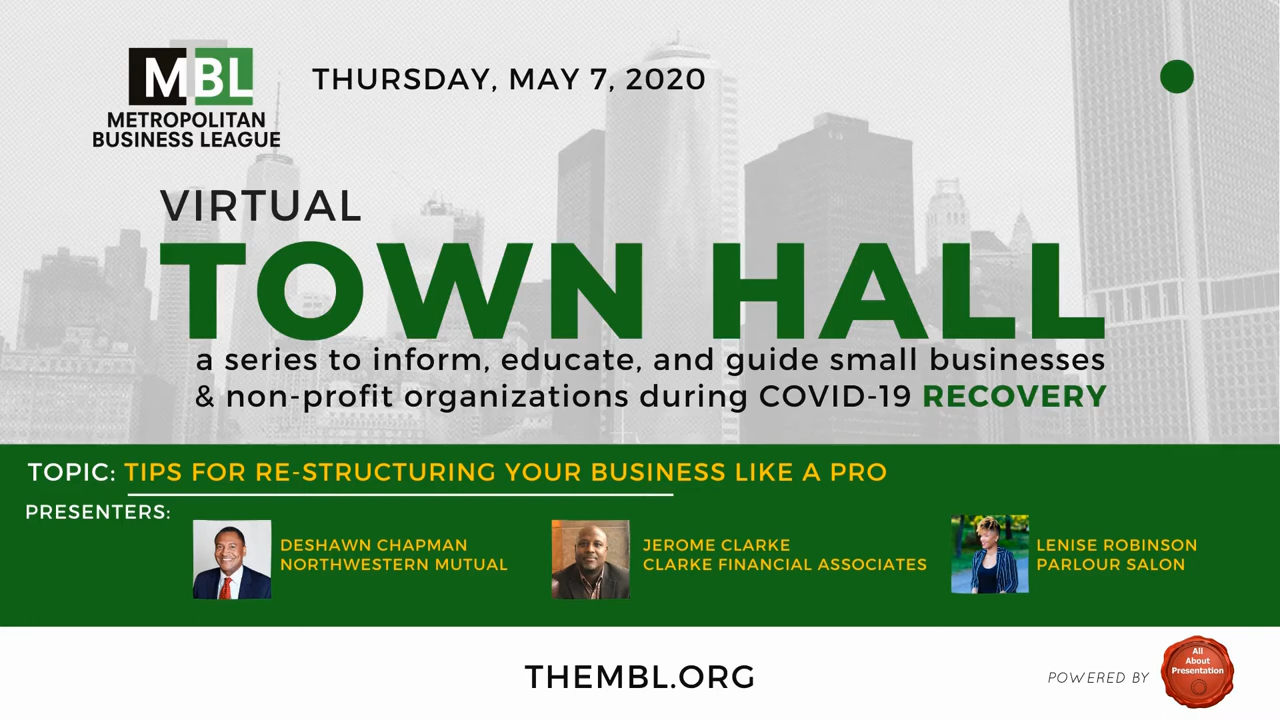 MBL
METROPOLITAN
BUSINESS LEAGUE
THURSDAY, MAY 7, 2020
VIRTUAL
TOWN HALL
a series to inform, educate, and guide small businesses
& non-profit organizations during COVID-19 RECOVERY
TOPIC: TIPS FOR RE-STRUCTURING YOUR BUSINESS LIKE A PRO
PRESENTERS:
DESHAWN CHAPMAN
NORTHWESTERN MUTUAL
JEROME CLARKE
CLARKE FINANCIAL ASSOCIATES
LENISE ROBINSON
PARLOUR SALON
THEMBL.ORG
POWERED BY
All
About
Presentation